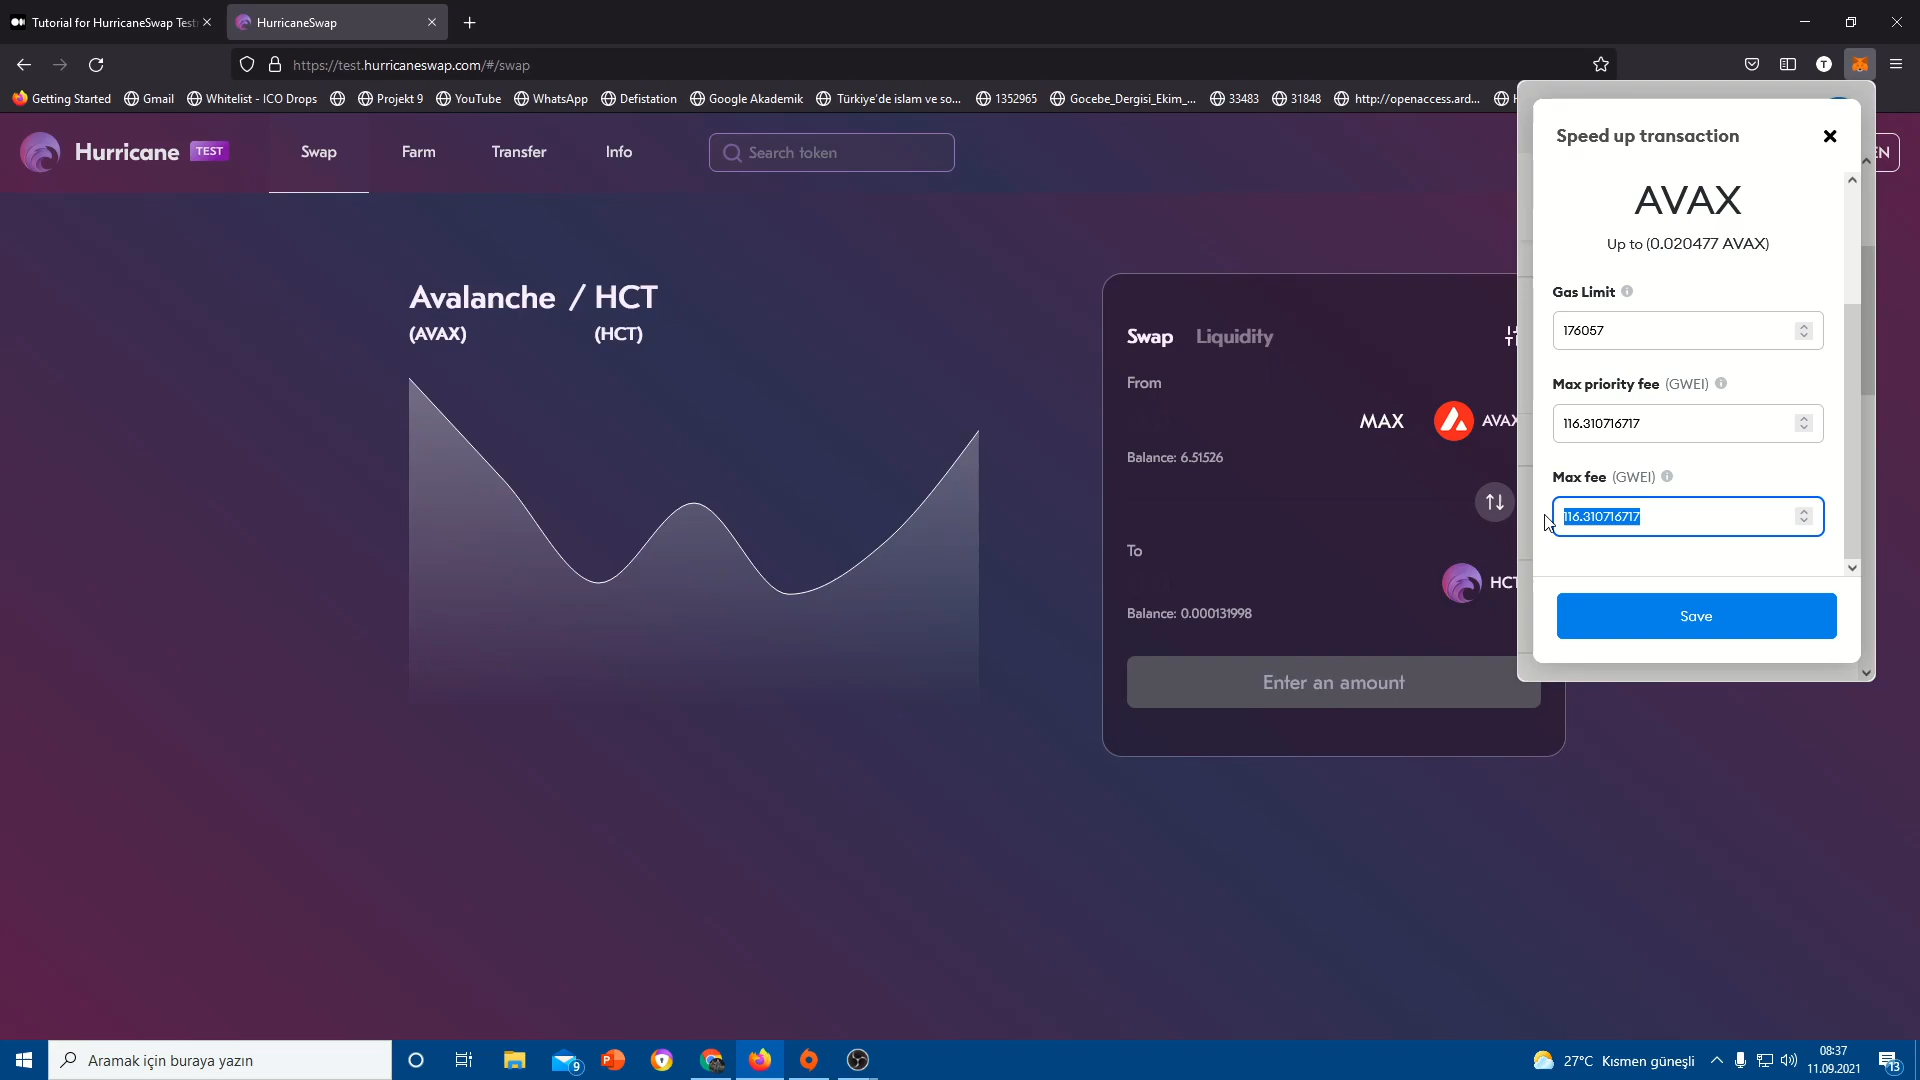 Tutorial for HurricaneSwap Test
HurricaneSwap
https://test.hurricaneswap.com/#/swap
Getting Started
Gmail
Whitelist - ICO Drops
Projekt 9
YouTube
WhatsApp
Defistation
Google Akademik
Türkiye'de islam ve so...
1352965
Gocebe_Dergisi_Ekim_...
33483
31848
http://openaccess.ard...
Hurricane TEST
Swap
Farm
Transfer
Info
Search token
EN
Avalanche / HCT
(AVAX) (HCT)
Swap Liquidity
From
MAX AVAX
Balance: 6.51526
To
HCT
Balance: 0.000131998
Enter an amount
Speed up transaction
AVAX
Up to (0.020477 AVAX)
Gas Limit
176057
Max priority fee (GWEI)
116.310716717
Max fee (GWEI)
116.310716717
Save
Aramak için buraya yazın
9
27°C Kısmen güneşli
08:37
11.09.2021
13